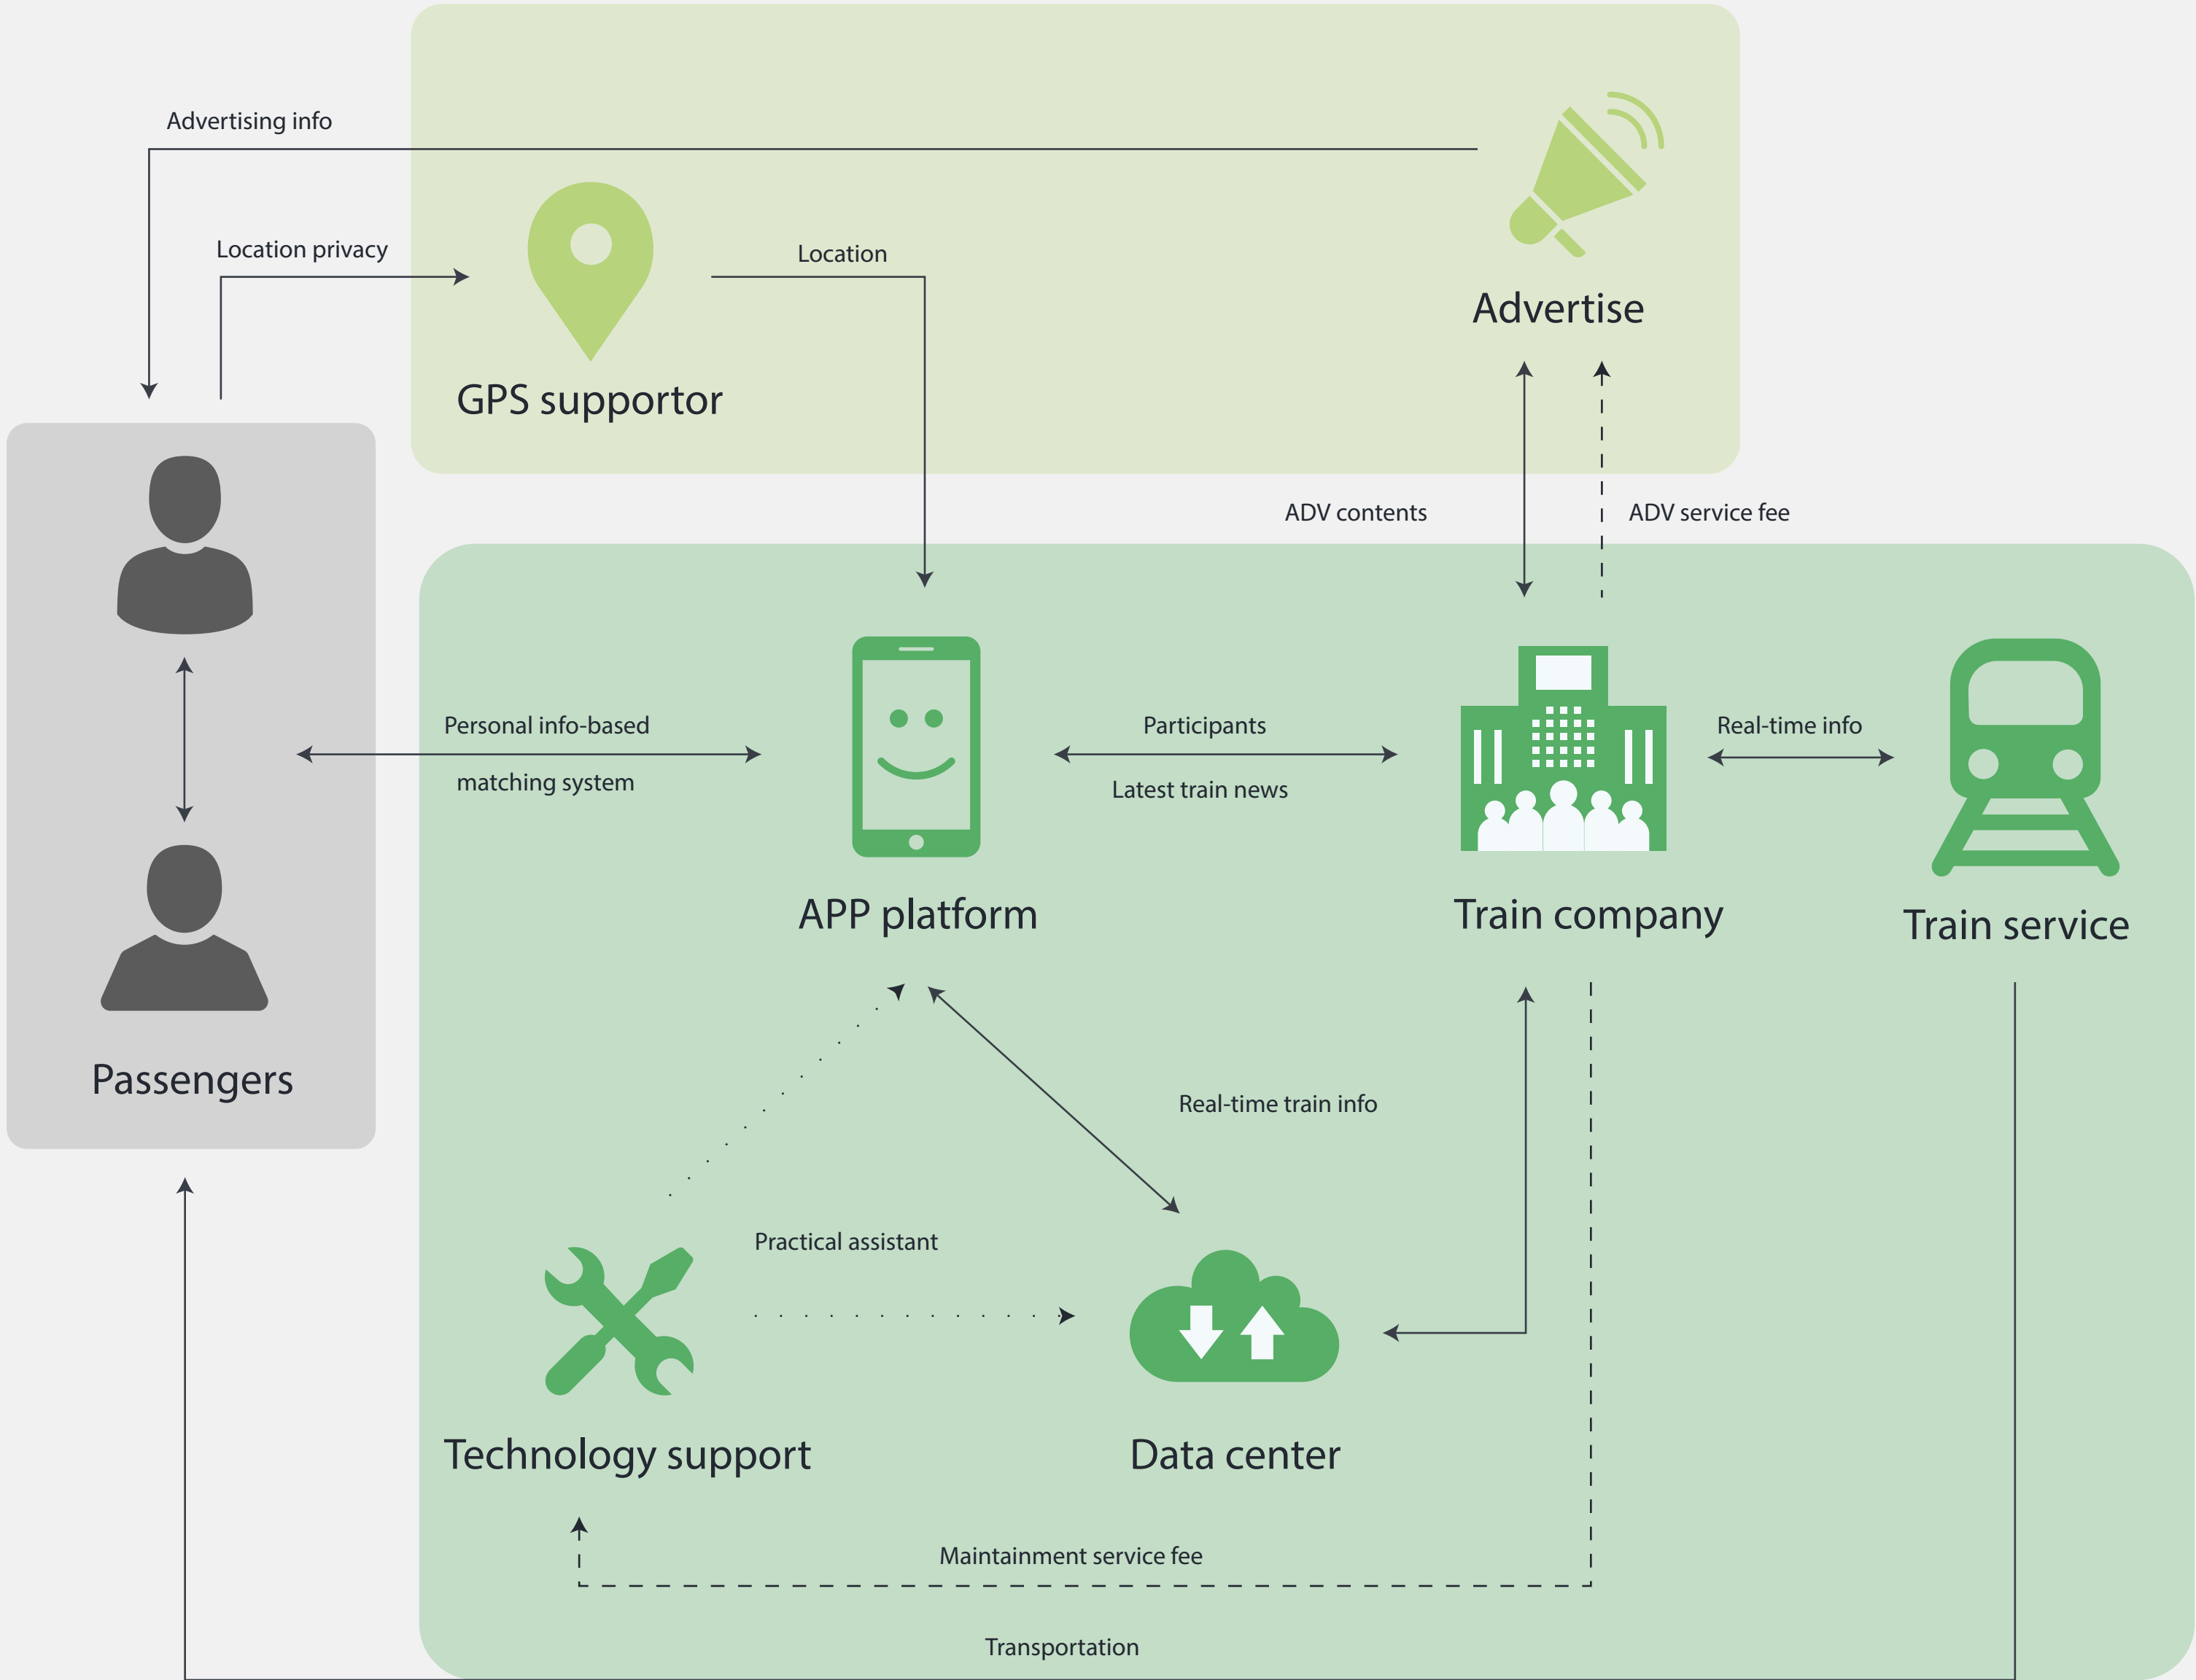 Advertising info
Location privacy
Location
Advertise
GPS supportor
ADV contents
ADV service fee
Personal info-based
matching system
Participants
Latest train news
Real-time info
APP platform
Train company
Train service
Passengers
Real-time train info
Practical assistant
Technology support
Data center
Maintainment service fee
Transportation